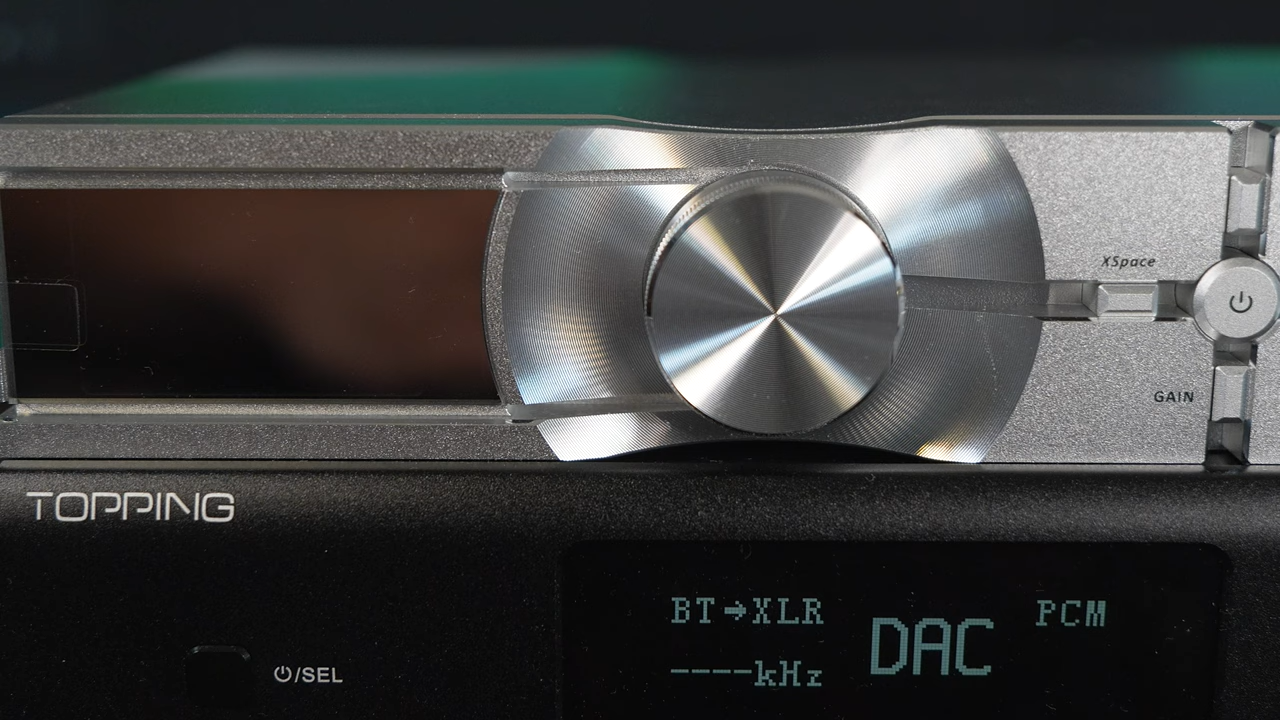 XSpace
GAIN
TOPPING
BT→XLR
DAC
PCM
----kHz
⏻/SEL